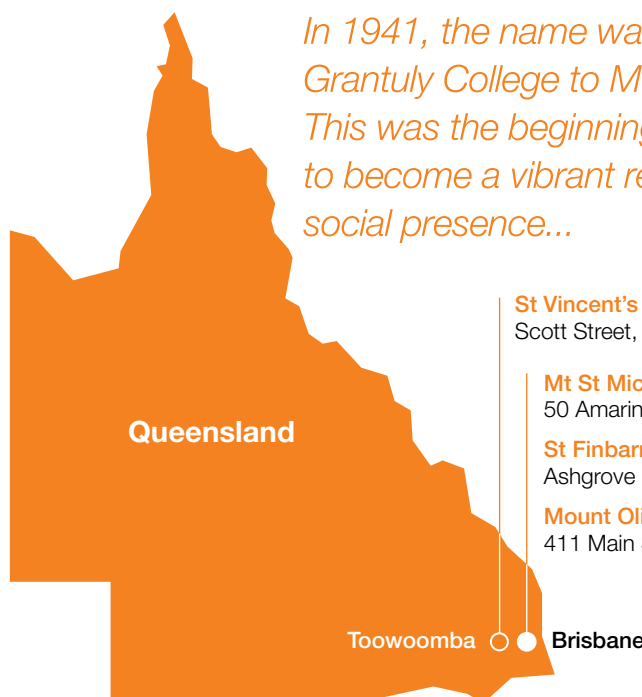 In 1941, the name wa
Grantuly College to M
This was the beginning
to become a vibrant re
social presence...
St Vincent's
Scott Street,
Mt St Mic
50 Amarin
St Finbarr
Ashgrove
Mount Oli
411 Main
Queensland
Toowoomba
Brisbane